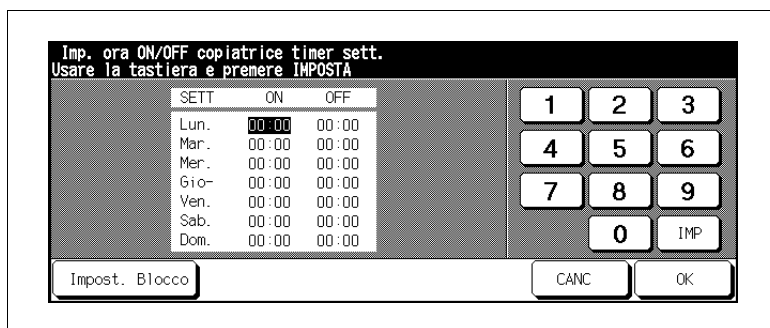 Imp. ora ON/OFF copiatrice timer sett.
Usare la tastiera e premere IMPOSTA
SETT ON OFF
Lun. 00:00 00:00
Mar. 00:00 00:00
Mer. 00:00 00:00
Gio- 00:00 00:00
Ven. 00:00 00:00
Sab. 00:00 00:00
Dom. 00:00 00:00
1 2 3
4 5 6
7 8 9
0 IMP
Impost. Blocco CANC OK